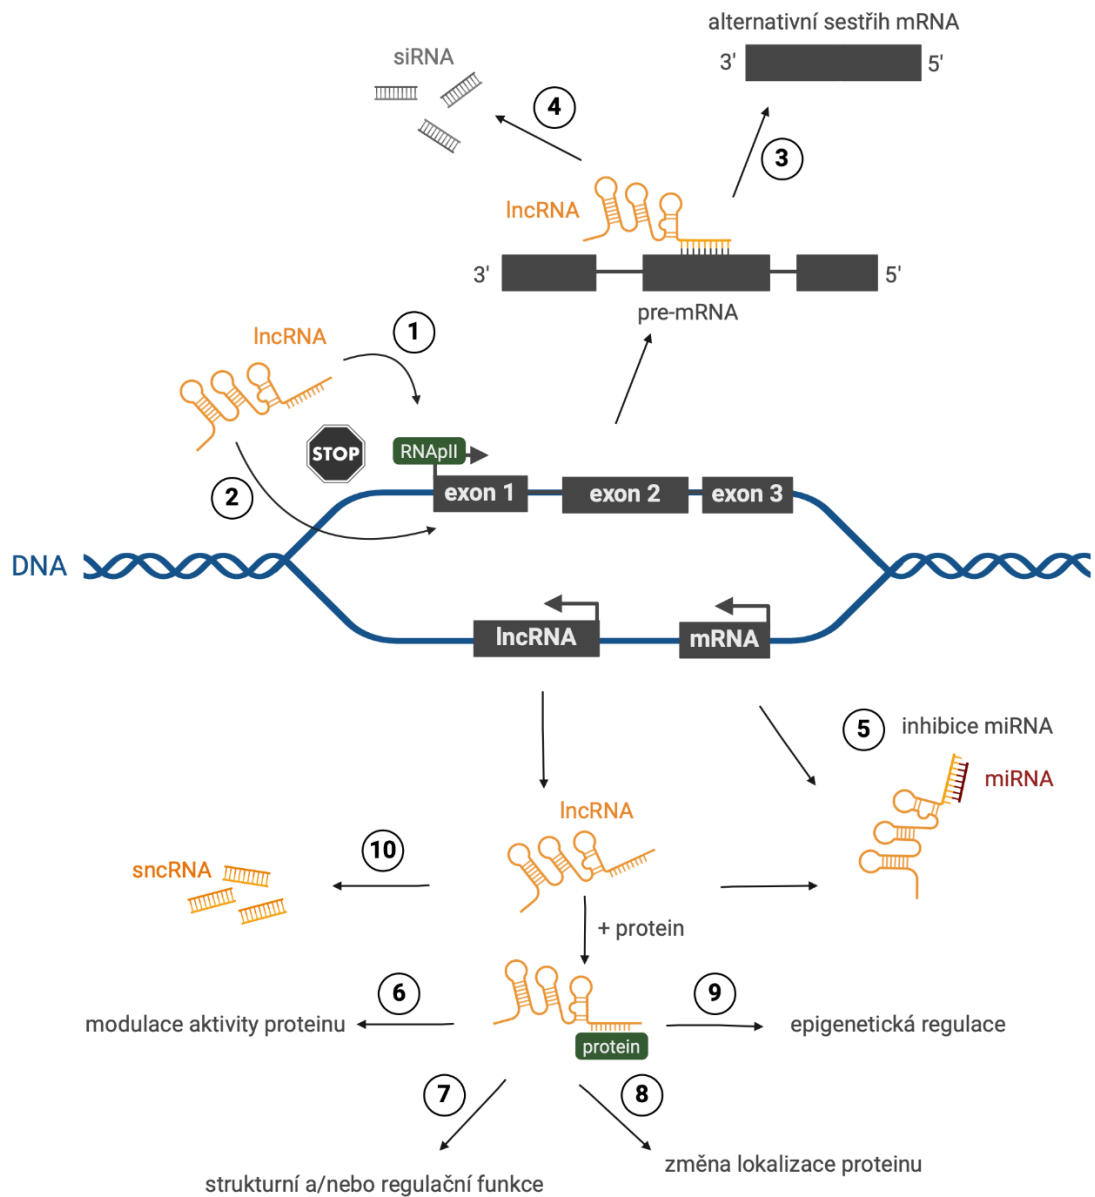 alternativní sestřih mRNA
3'
5'
siRNA
4
3
lncRNA
3'
5'
pre-mRNA
1
lncRNA
STOP
RNApII
2
exon 1
exon 2
exon 3
DNA
lncRNA
mRNA
5
inhibice miRNA
miRNA
lncRNA
10
sncRNA
+ protein
6
9
modulace aktivity proteinu
epigenetická regulace
protein
7
8
změna lokalizace proteinu
strukturní a/nebo regulační funkce